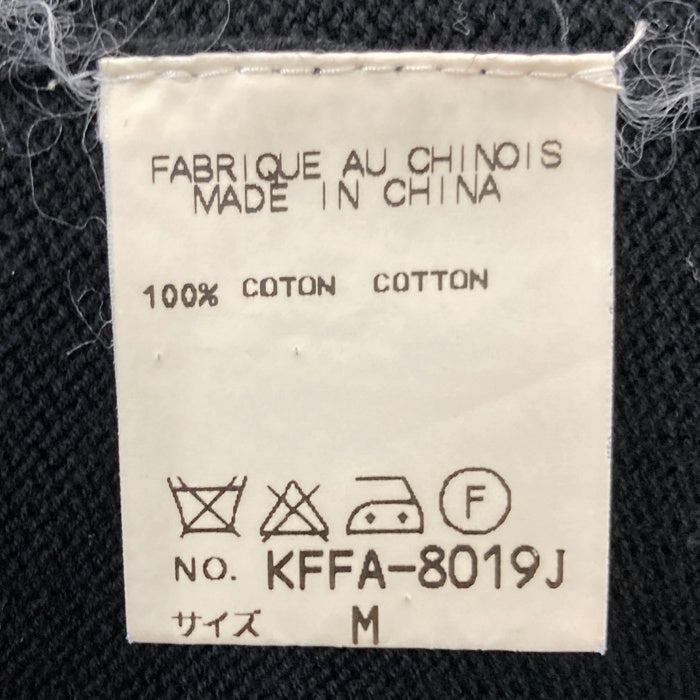 FABRIQUE AU CHINOIS
MADE IN CHINA
100% COTON COTTON
F
NO. KFFA-8019J
サイズ M